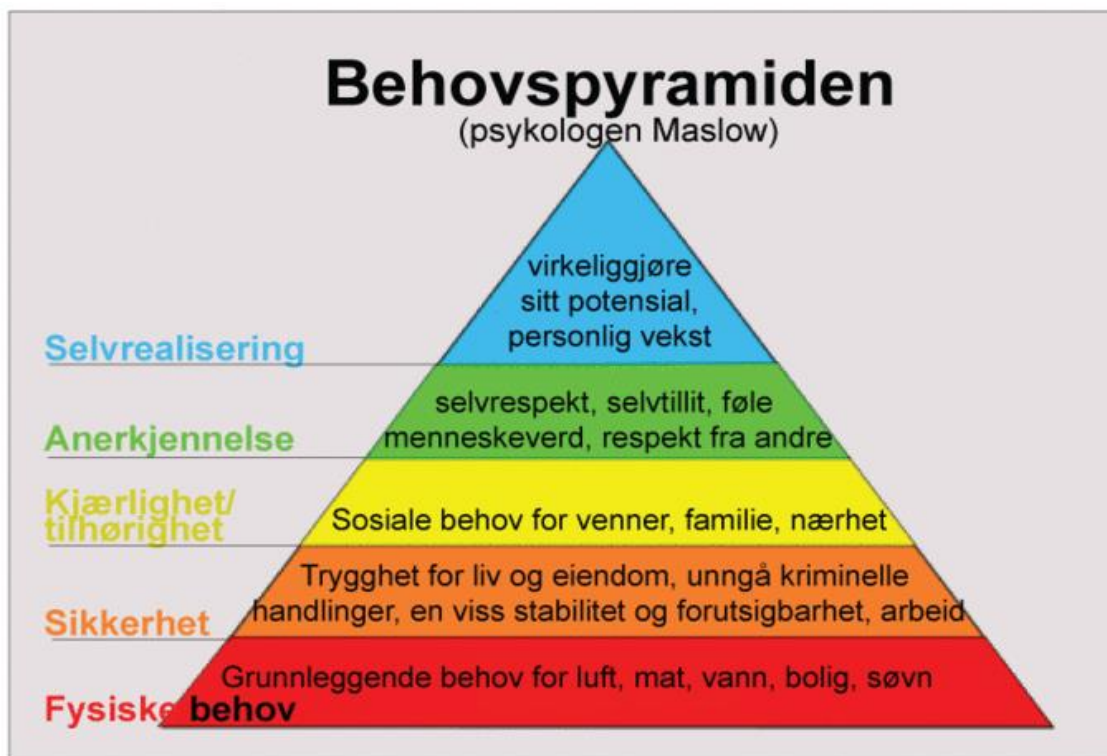 Behovspyramiden
(psykologen Maslow)
virkeliggjøre
sitt potensial,
personlig vekst
Selvrealisering
selvrespekt, selvtillit, føle
menneskeverd, respekt fra andre
Anerkjennelse
Kjærlighet/
tilhørighet
Sosiale behov for venner, familie, nærhet
Trygghet for liv og eiendom, unngå kriminelle
handlinger, en viss stabilitet og forutsigbarhet, arbeid
Sikkerhet
Grunnleggende behov for luft, mat, vann, bolig, søvn
Fysiske behov